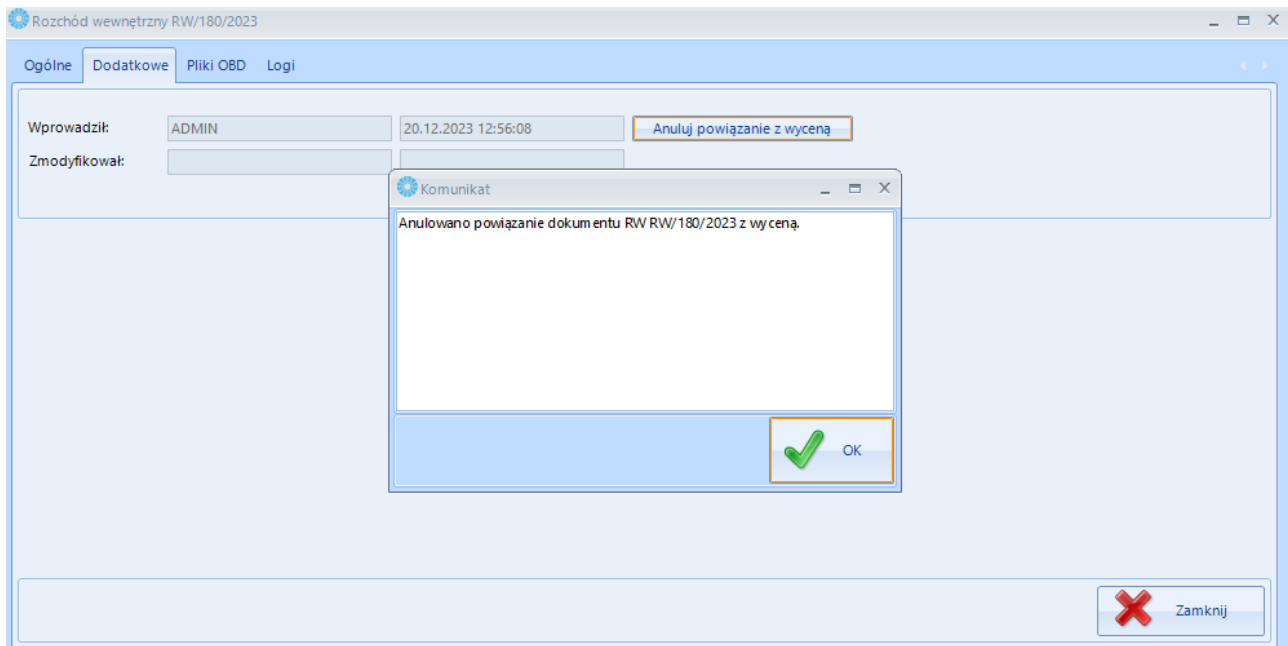 Rozchód wewnętrzny RW/180/2023
Ogólne Dodatkowe Pliki OBD Logi
Wprowadził: ADMIN 20.12.2023 12:56:08 Anuluj powiązanie z wyceną
Zmodyfikował:
Komunikat
Anulowano powiązanie dokumentu RW RW/180/2023 z wyceną.
OK
Zamknij